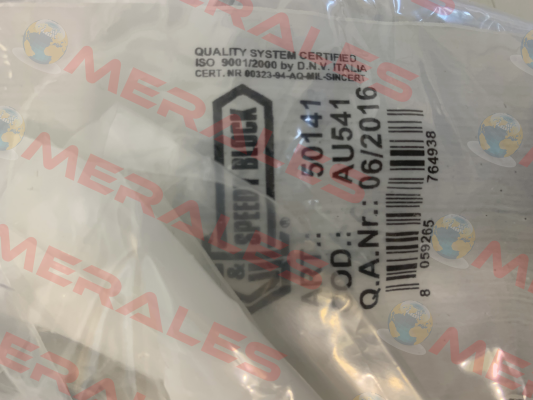 QUALITY SYSTEM CERTIFIED
ISO 9001/2000 by D.N.V. ITALIA
CERT. NR 00323-94-AQ-MIL-SINCERT
& SPEEDY BLOCK
®
ART.: 50141
OD.: AU541
Q.A.Nr.: 06/2016
8 059265 764938
MERALES
MERALES
MERALES
MERALES
MERALES